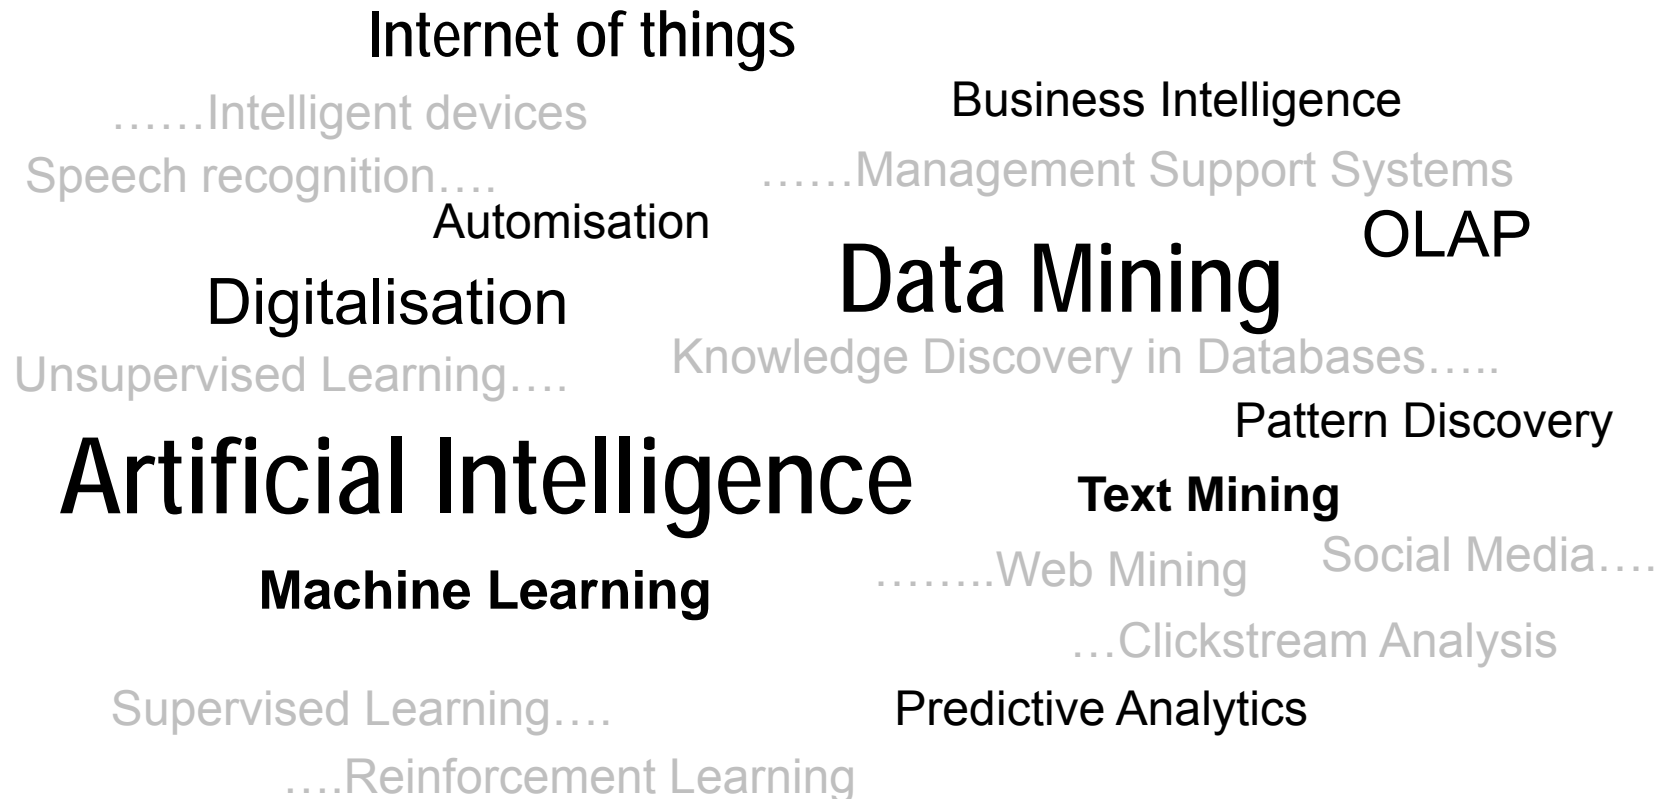 Internet of things
Business Intelligence
……Intelligent devices
Speech recognition….
……Management Support Systems
Automisation
OLAP
Data Mining
Digitalisation
Knowledge Discovery in Databases…..
Unsupervised Learning….
Pattern Discovery
Artificial Intelligence
Text Mining
……..Web Mining
Social Media….
Machine Learning
…Clickstream Analysis
Supervised Learning….
Predictive Analytics
….Reinforcement Learning